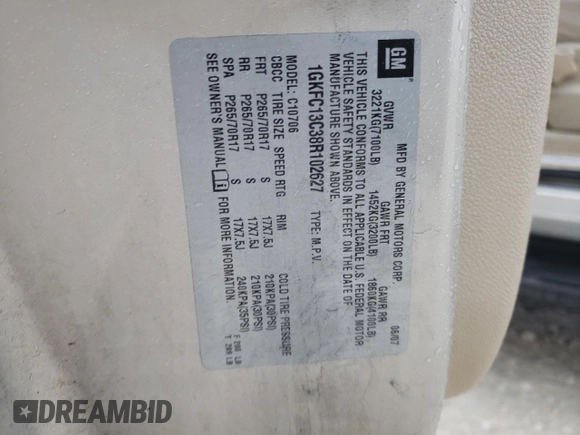 GM
MFD BY GENERAL MOTORS CORP. 06/07
GVWR GAWR FRT GAWR RR
3221KG(7100LB) 1452KG(3200LB) 1860KG(4100LB)
THIS VEHICLE CONFORMS TO ALL APPLICABLE U.S. FEDERAL MOTOR
VEHICLE SAFETY STANDARDS IN EFFECT ON THE DATE OF
MANUFACTURE SHOWN ABOVE.
1GKFC13C38R102627 TYPE: M.P.V.
MODEL: C10706
CBCC TIRE SIZE SPEED RTG RIM COLD TIRE PRESSURE
FRT P265/70R17 S 17X7.5J 210KPA(30PSI)
RR P265/70R17 S 17X7.5J 210KPA(30PSI)
SPA P265/70R17 S 17X7.5J 240KPA(35PSI)
SEE OWNER'S MANUAL i FOR MORE INFORMATION.
DREAMBID